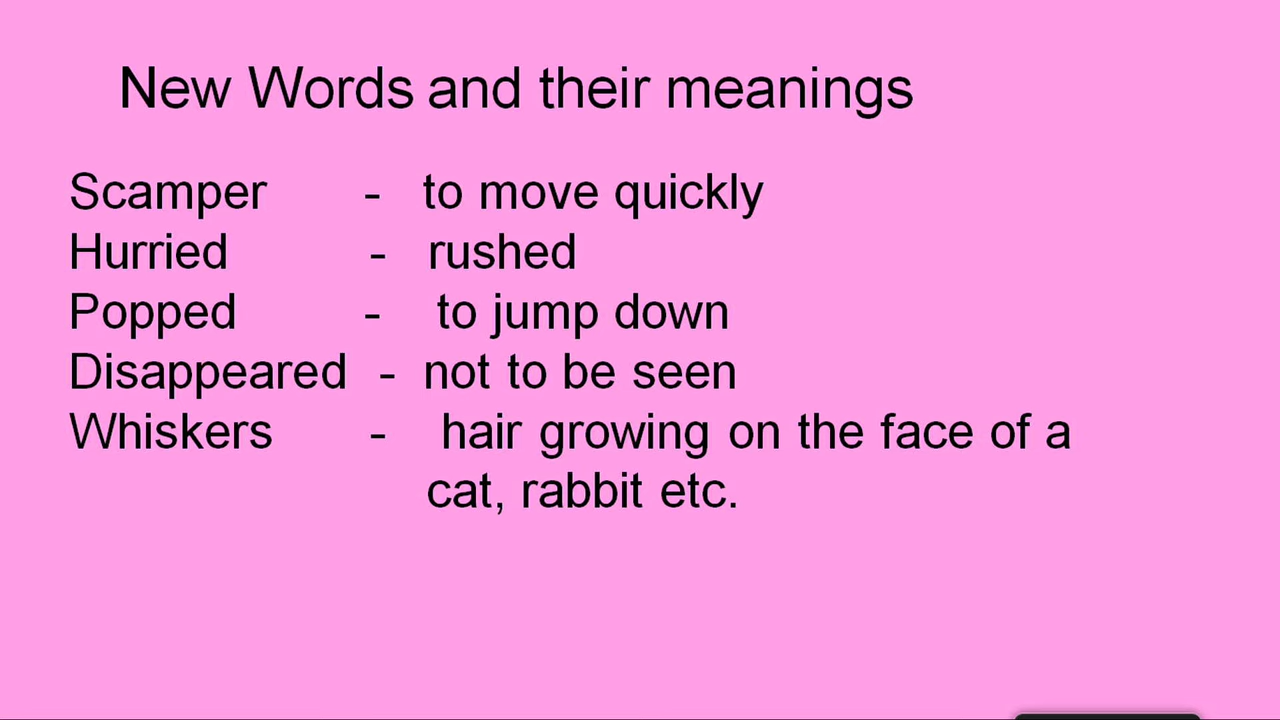 New Words and their meanings
Scamper - to move quickly
Hurried - rushed
Popped - to jump down
Disappeared - not to be seen
Whiskers - hair growing on the face of a
cat, rabbit etc.